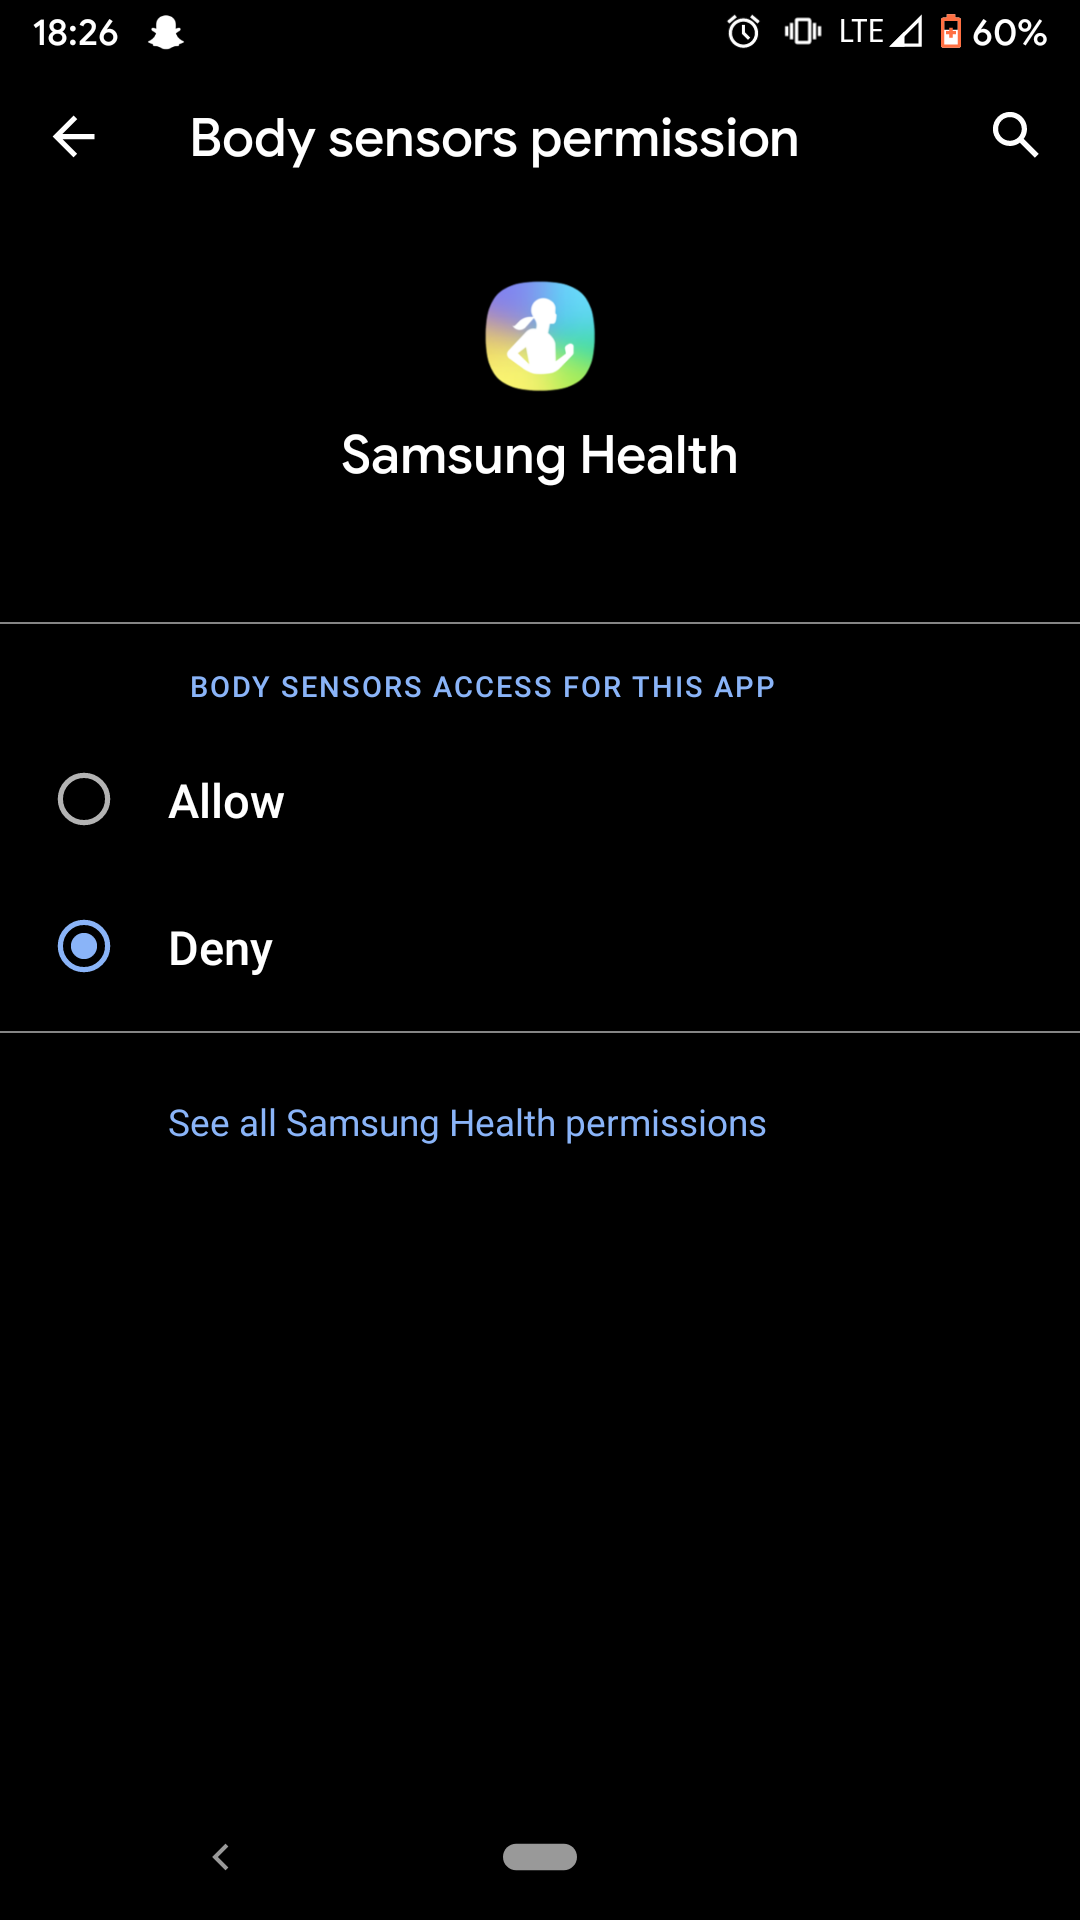 18:26 LTE 60%
Body sensors permission
Samsung Health
BODY SENSORS ACCESS FOR THIS APP
Allow
Deny
See all Samsung Health permissions